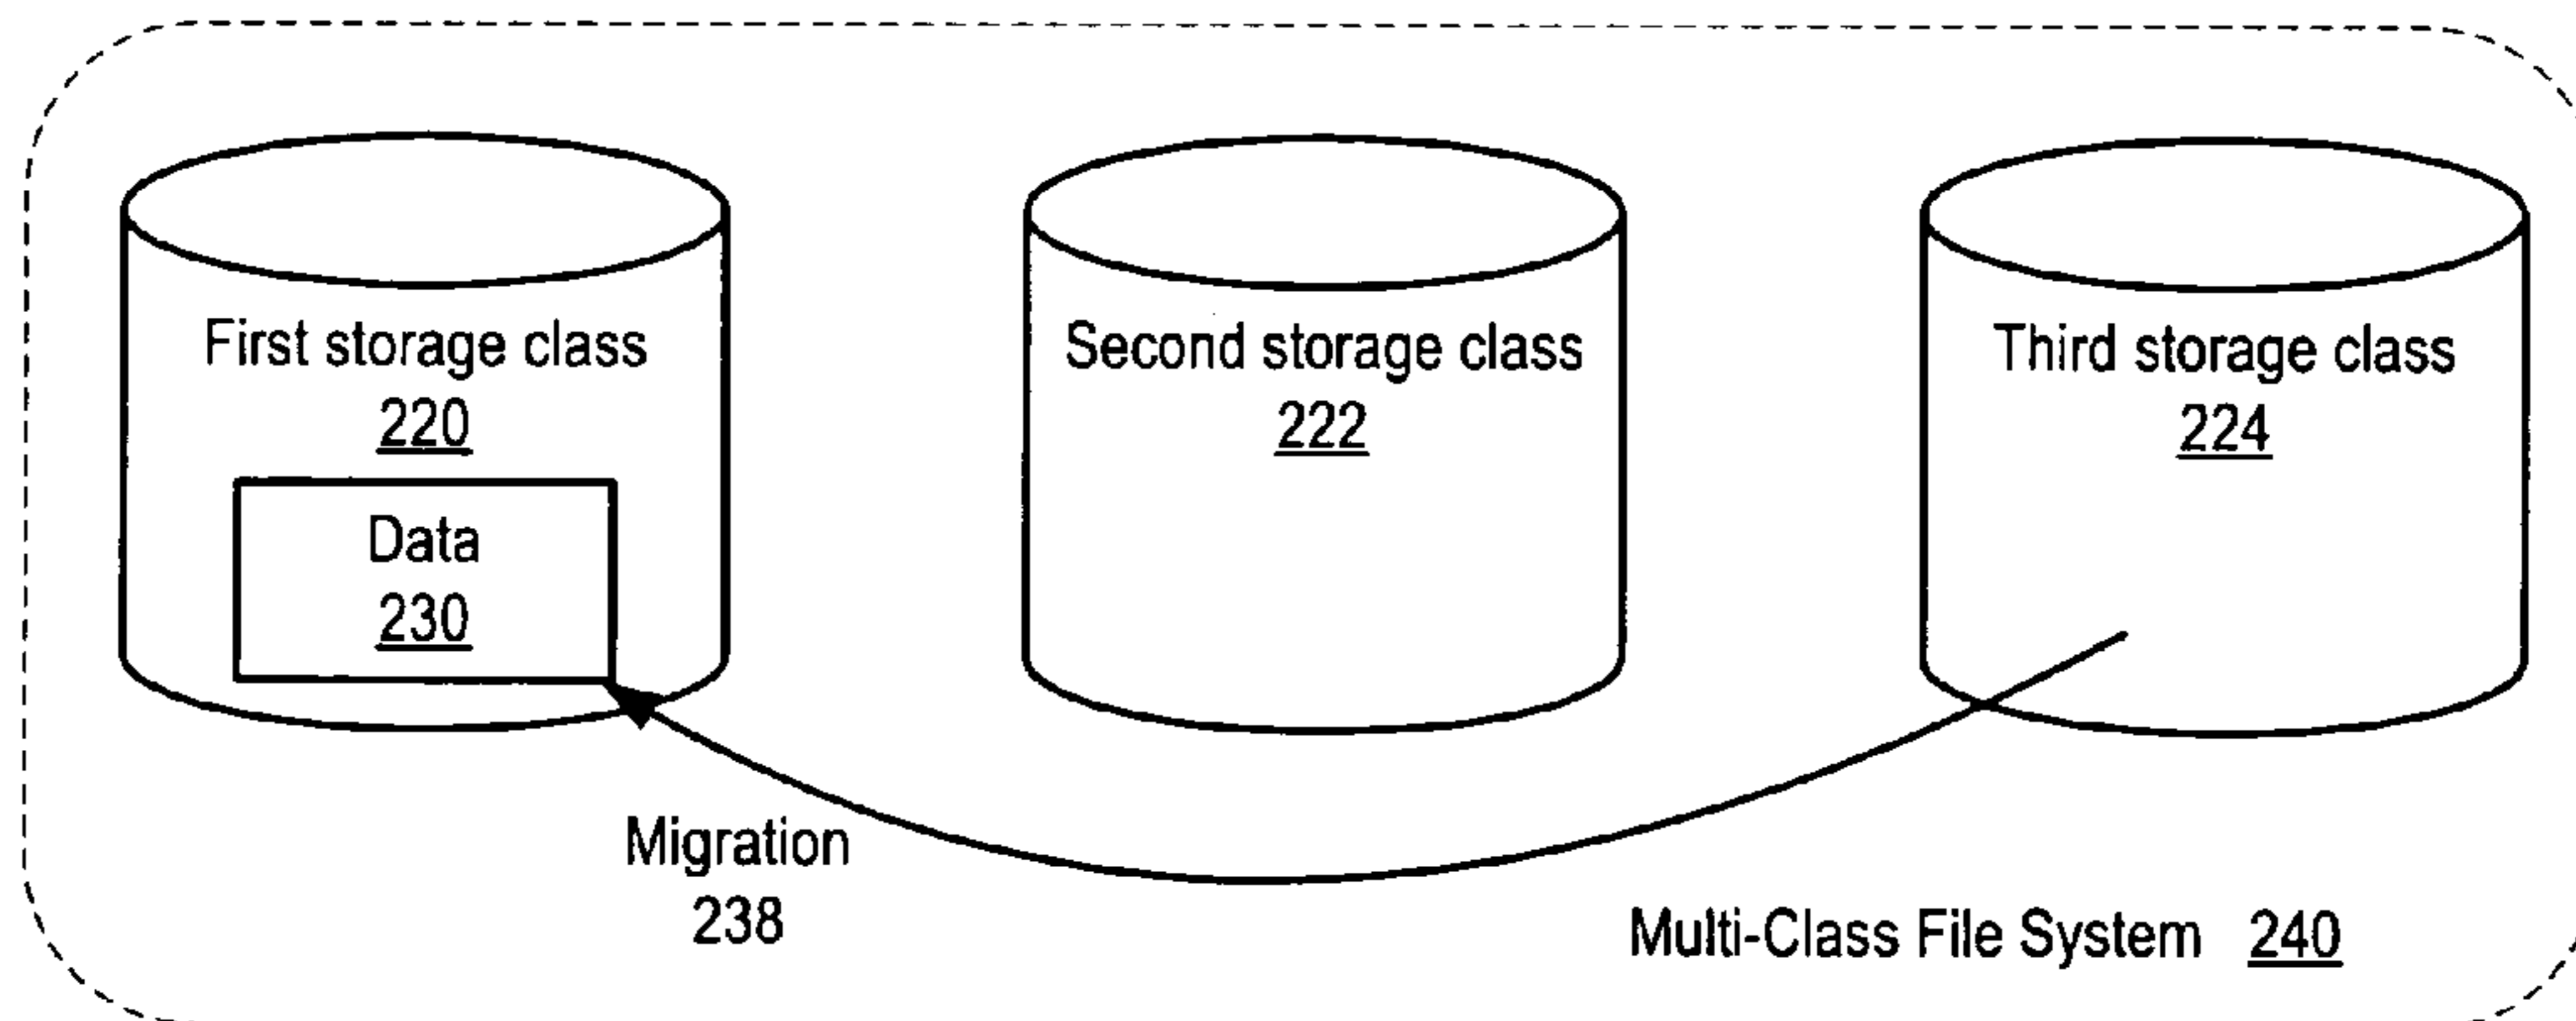 First storage class
220
Data
230
Second storage class
222
Third storage class
224
Migration
238
Multi-Class File System 240